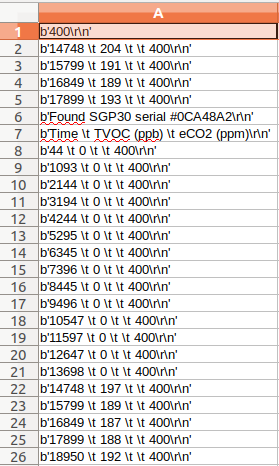 A
1 b'400\r\n'
2 b'14748 \t 204 \t \t 400\r\n'
3 b'15799 \t 191 \t \t 400\r\n'
4 b'16849 \t 189 \t \t 400\r\n'
5 b'17899 \t 193 \t \t 400\r\n'
6 b'Found SGP30 serial #0CA48A2\r\n'
7 b'Time \t TVOC (ppb) \t eCO2 (ppm)\r\n'
8 b'44 \t 0 \t \t 400\r\n'
9 b'1093 \t 0 \t \t 400\r\n'
10 b'2144 \t 0 \t \t 400\r\n'
11 b'3194 \t 0 \t \t 400\r\n'
12 b'4244 \t 0 \t \t 400\r\n'
13 b'5295 \t 0 \t \t 400\r\n'
14 b'6345 \t 0 \t \t 400\r\n'
15 b'7396 \t 0 \t \t 400\r\n'
16 b'8445 \t 0 \t \t 400\r\n'
17 b'9496 \t 0 \t \t 400\r\n'
18 b'10547 \t 0 \t \t 400\r\n'
19 b'11597 \t 0 \t \t 400\r\n'
20 b'12647 \t 0 \t \t 400\r\n'
21 b'13698 \t 0 \t \t 400\r\n'
22 b'14748 \t 197 \t \t 400\r\n'
23 b'15799 \t 189 \t \t 400\r\n'
24 b'16849 \t 187 \t \t 400\r\n'
25 b'17899 \t 188 \t \t 400\r\n'
26 b'18950 \t 192 \t \t 400\r\n'